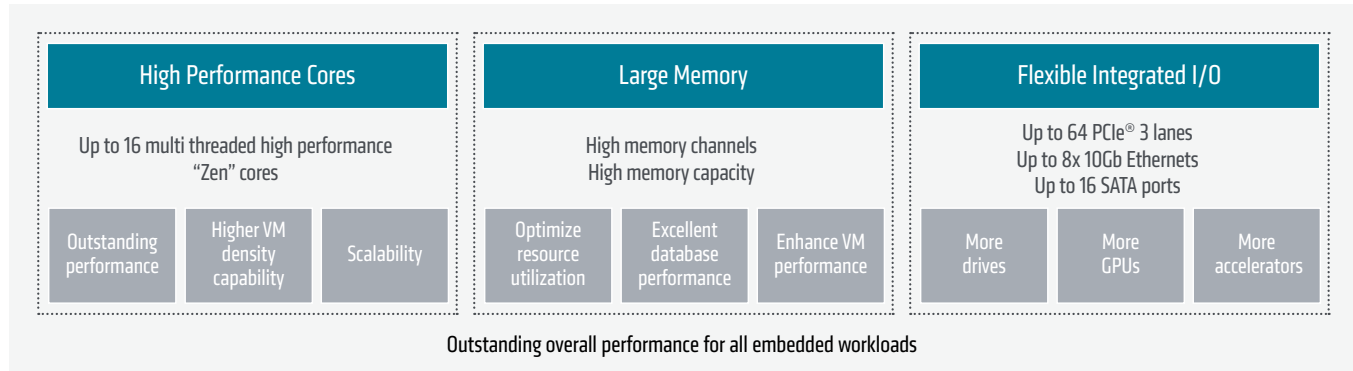 High Performance Cores
Up to 16 multi threaded high performance
“Zen” cores
Outstanding
performance
Higher VM
density
capability
Scalability
Large Memory
High memory channels
High memory capacity
Optimize
resource
utilization
Excellent
database
performance
Enhance VM
performance
Flexible Integrated I/O
Up to 64 PCIe® 3 lanes
Up to 8x 10Gb Ethernets
Up to 16 SATA ports
More
drives
More
GPUs
More
accelerators
Outstanding overall performance for all embedded workloads